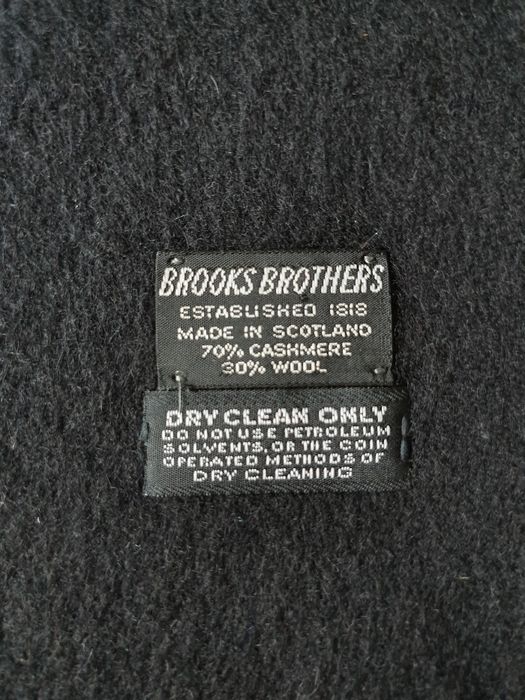 BROOKS BROTHERS
ESTABLISHED 1818
MADE IN SCOTLAND
70% CASHMERE
30% WOOL
DRY CLEAN ONLY
DO NOT USE PETROLEUM
SOLVENTS, OR THE COIN
OPERATED METHODS OF
DRY CLEANING